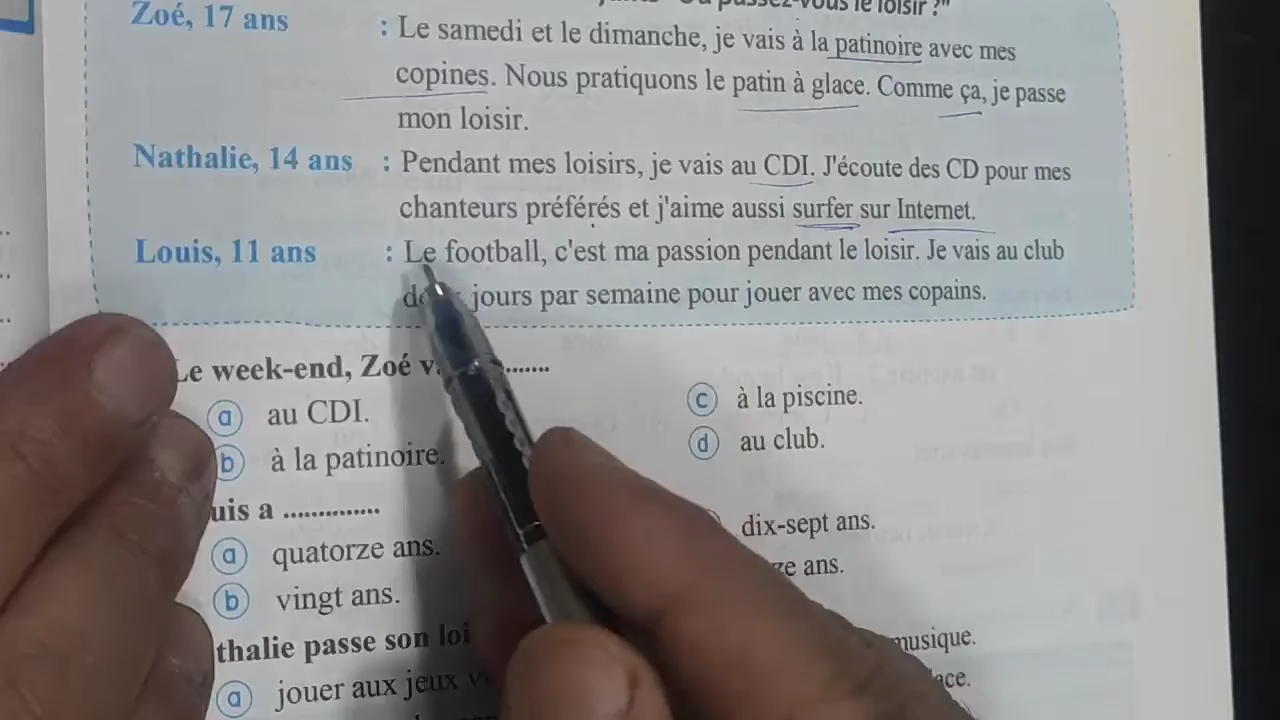 passez-vous le loisir ?"
Zoé, 17 ans : Le samedi et le dimanche, je vais à la patinoire avec mes
copines. Nous pratiquons le patin à glace. Comme ça, je passe
mon loisir.
Nathalie, 14 ans : Pendant mes loisirs, je vais au CDI. J'écoute des CD pour mes
chanteurs préférés et j'aime aussi surfer sur Internet.
Louis, 11 ans : Le football, c'est ma passion pendant le loisir. Je vais au club
jours par semaine pour jouer avec mes copains.
Le week-end, Zoé .......
a au CDI.
b à la patinoire.
c à la piscine.
d au club.
a ..............
a quatorze ans.
b vingt ans.
dix-sept ans.
ans.
passe son
a jouer aux jeux
musique.